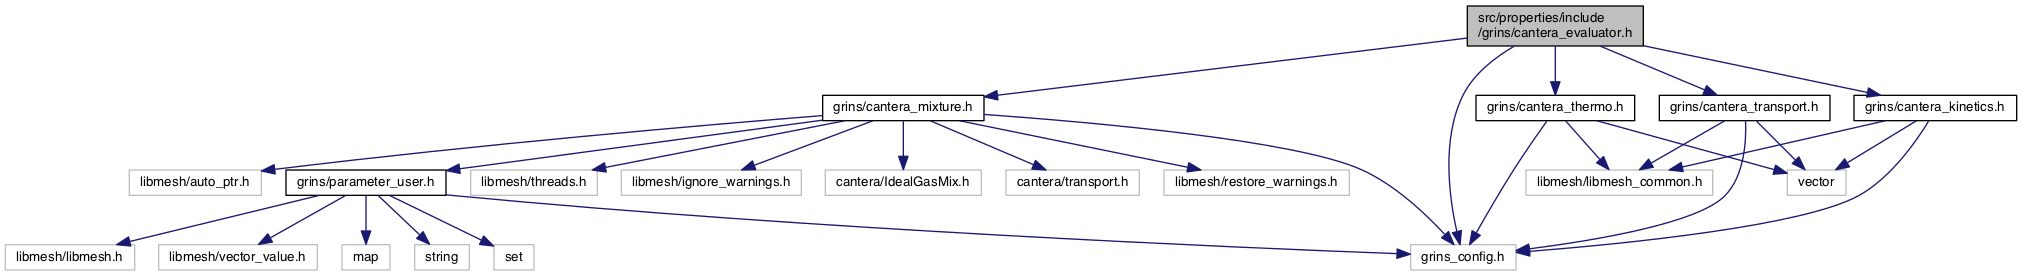 src/properties/include
/grins/cantera_evaluator.h
grins/cantera_mixture.h
grins/cantera_thermo.h
grins/cantera_transport.h
grins/cantera_kinetics.h
libmesh/auto_ptr.h
grins/parameter_user.h
libmesh/threads.h
libmesh/ignore_warnings.h
cantera/IdealGasMix.h
cantera/transport.h
libmesh/restore_warnings.h
libmesh/libmesh_common.h
vector
libmesh/libmesh.h
libmesh/vector_value.h
map
string
set
grins_config.h